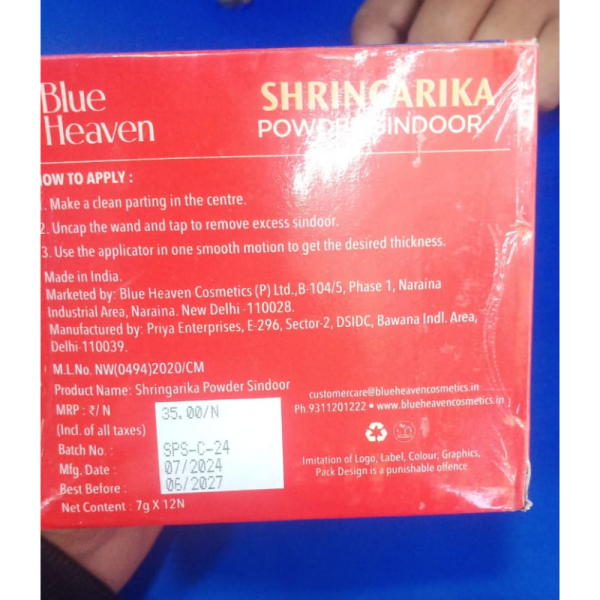 Blue
Heaven
SHRINGARIKA
POWDER SINDOOR
OW TO APPLY :
. Make a clean parting in the centre.
2. Uncap the wand and tap to remove excess sindoor.
3. Use the applicator in one smooth motion to get the desired thickness.
Made in India.
Marketed by: Blue Heaven Cosmetics (P) Ltd.,B-104/5, Phase 1, Naraina
Industrial Area, Naraina. New Delhi -110028.
Manufactured by: Priya Enterprises, E-296, Sector-2, DSIDC, Bawana Indl. Area,
Delhi-110039.
M.L.No. NW(0494)2020/CM
Product Name: Shringarika Powder Sindoor
MRP : ₹/N 35.00/N
(Incl. of all taxes)
Batch No. : SPS-C-24
Mfg. Date : 07/2024
Best Before : 06/2027
Net Content : 7g X 12N
customercare@blueheavencosmetics.in
Ph.9311201222 • www.blueheavencosmetics.in
Imitation of Logo, Label, Colour, Graphics,
Pack Design is a punishable offence